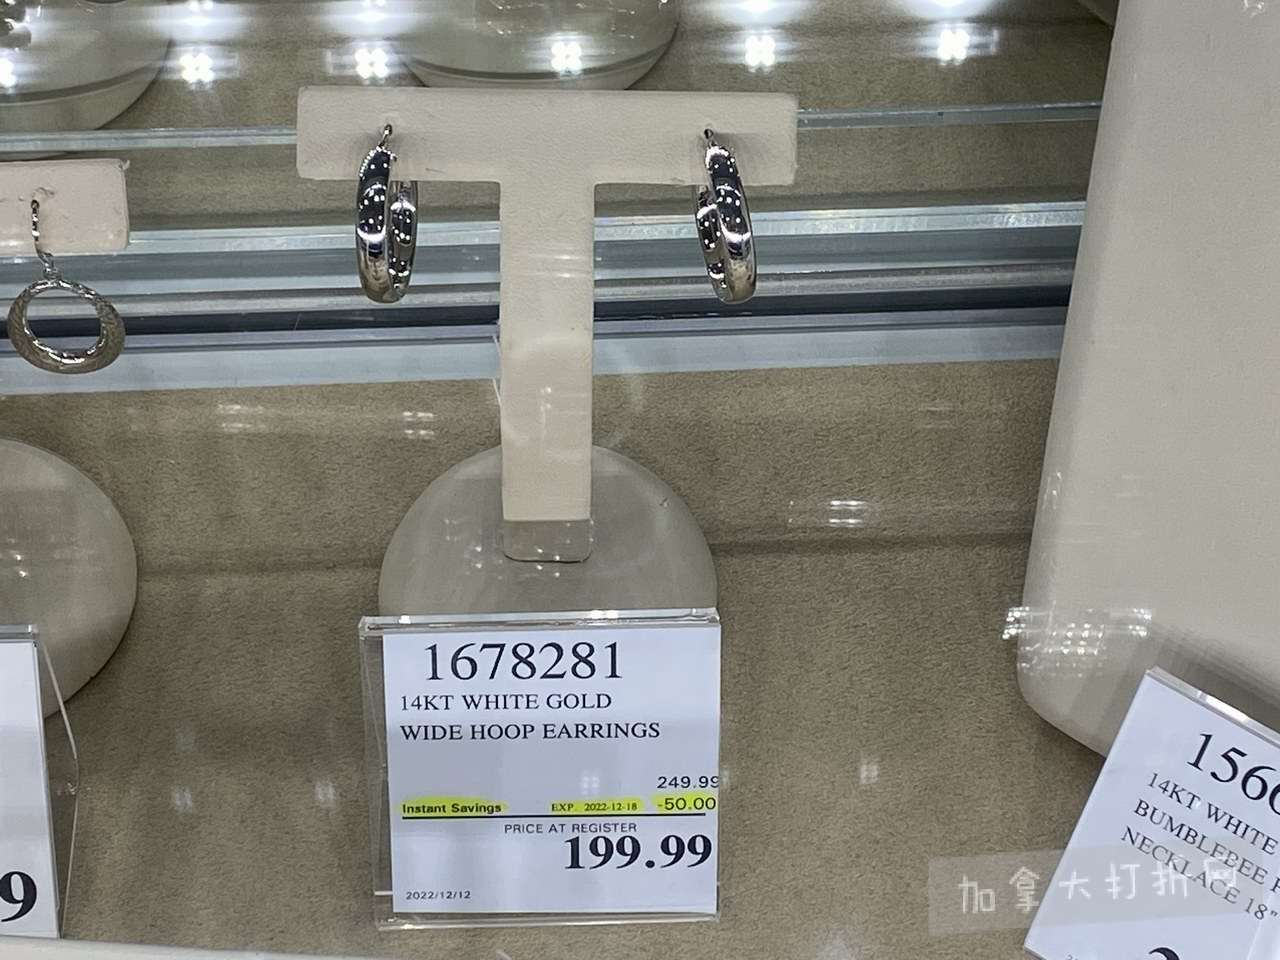 1678281
14KT WHITE GOLD
WIDE HOOP EARRINGS
249.99
Instant Savings EXP. 2022-12-18 -50.00
PRICE AT REGISTER
199.99
2022/12/12
9
14KT WHITE
BUMBLEBEE
NECKLACE 18"
加拿大打折网